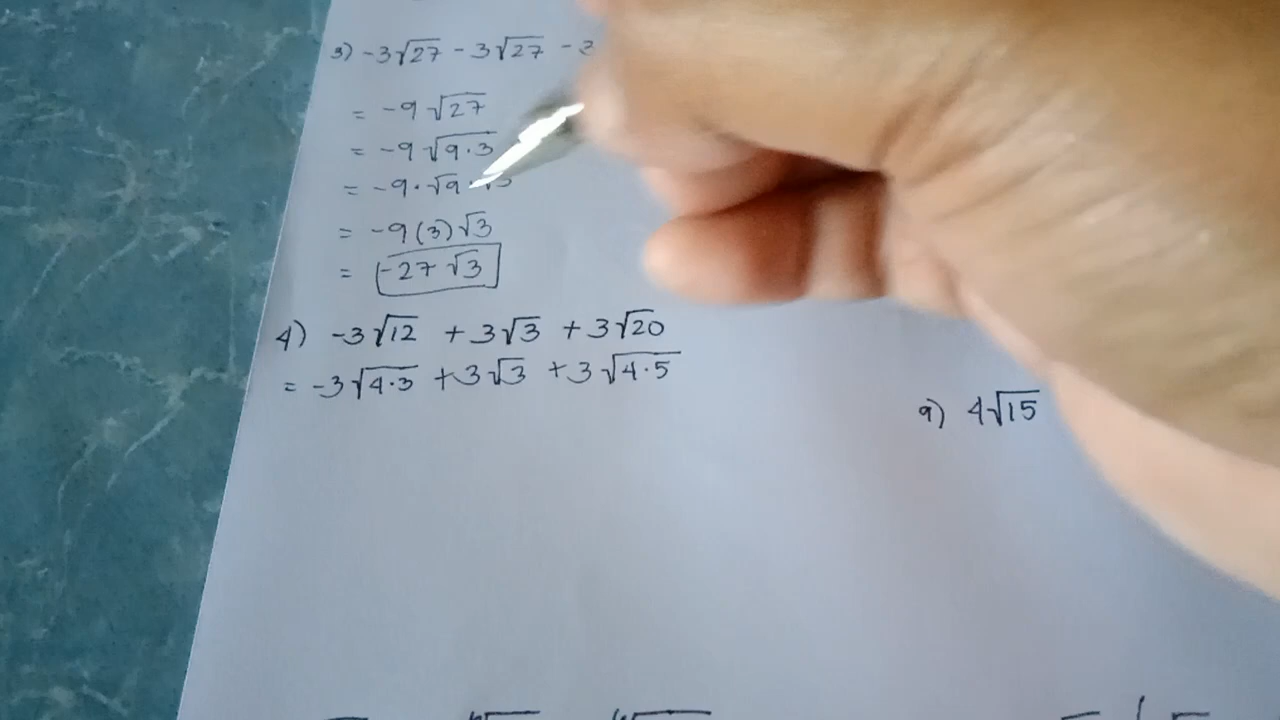 3) -3√27 - 3√27 -
= -9√27
= -9√9·3
= -9·√9
= -9(3)√3
= -27√3
4) -3√12 + 3√3 + 3√20
= -3√4·3 + 3√3 + 3√4·5
9) 4√15